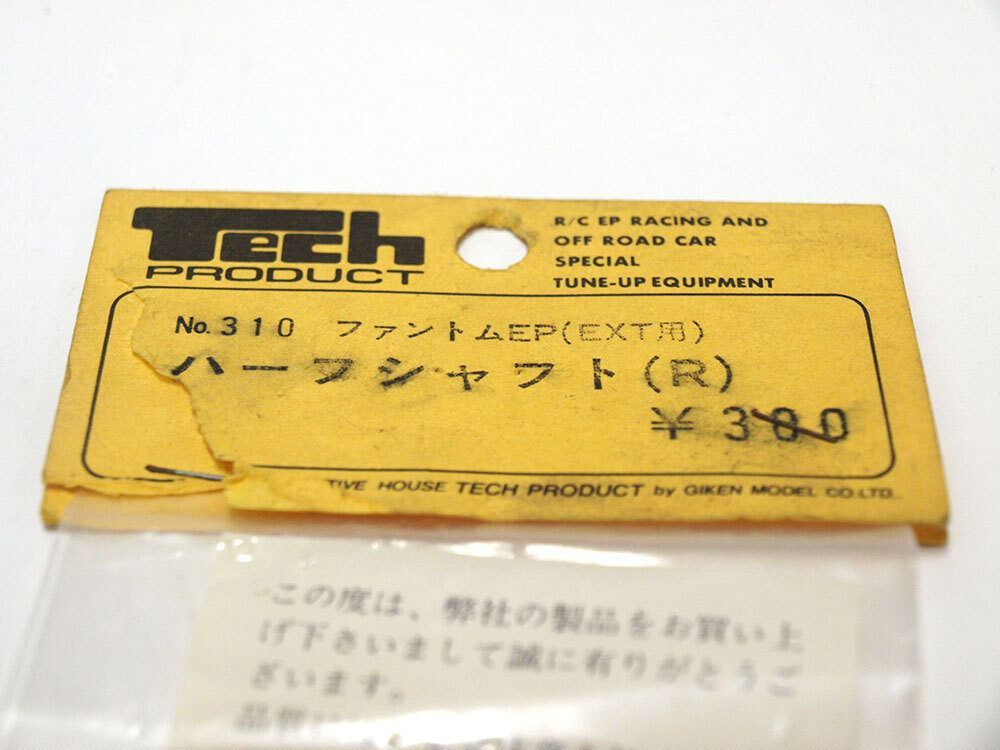 Tech
PRODUCT
R/C EP RACING AND
OFF ROAD CAR
SPECIAL
TUNE-UP EQUIPMENT
No.310 ファントムEP(EXT用)
ハーフシャフト(R)
¥300
TIVE HOUSE TECH PRODUCT by GIKEN MODEL CO.LTD.
この度は、弊社の製品をお買い上
げ下さいまして誠に有りがとうご
ざいます。
品質